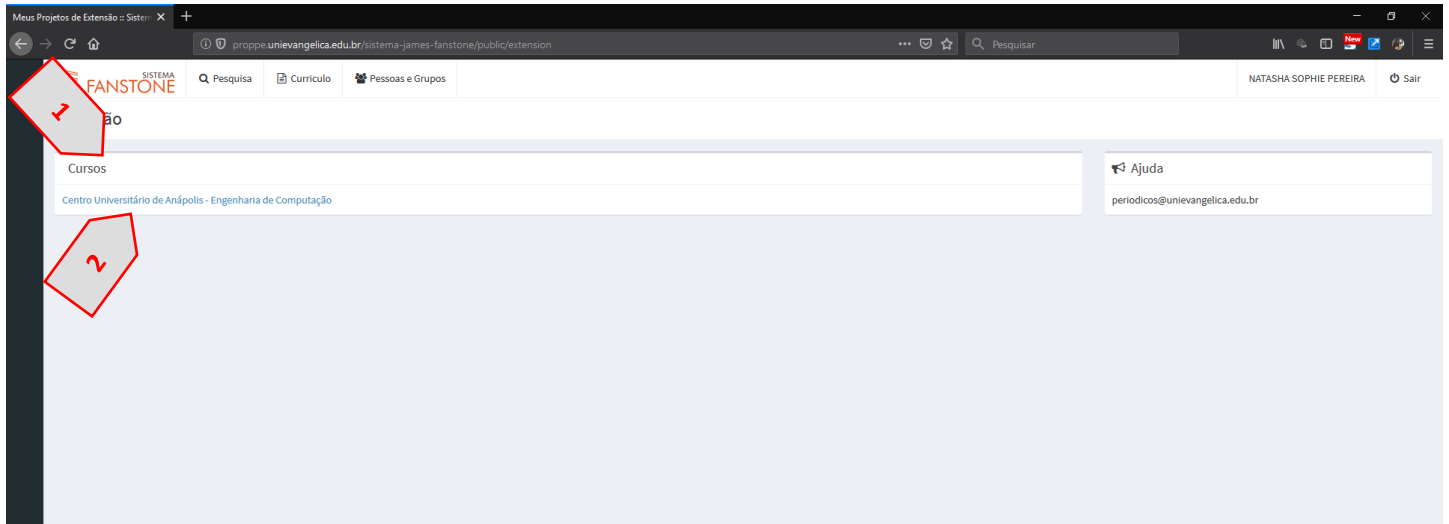 Meus Projetos de Extensão :: Sistem
proppe.unievangelica.edu.br/sistema-james-fanstone/public/extension
Pesquisar
New
SISTEMA
FANSTONE
Pesquisa
Curriculo
Pessoas e Grupos
NATASHA SOPHIE PEREIRA
Sair
1
ão
Cursos
Ajuda
Centro Universitário de Anápolis - Engenharia de Computação
periodicos@unievangelica.edu.br
2